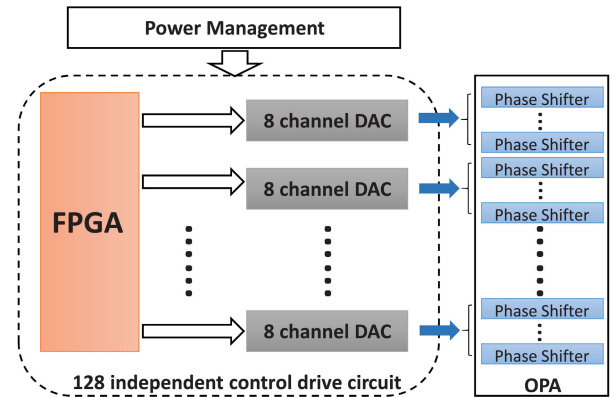 Power Management
FPGA
8 channel DAC
8 channel DAC
8 channel DAC
128 independent control drive circuit
Phase Shifter
Phase Shifter
Phase Shifter
Phase Shifter
Phase Shifter
Phase Shifter
OPA